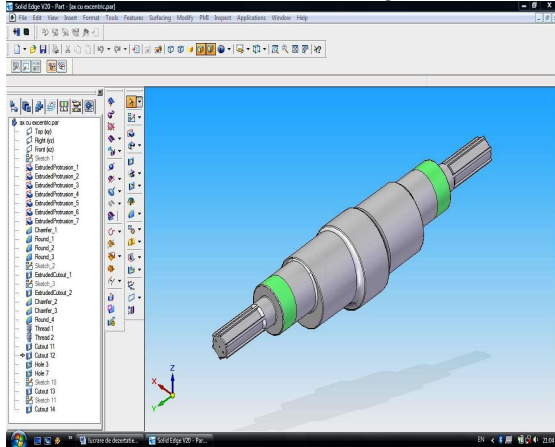 Solid Edge V20 - Part - [ax cu excentric.par]
File Edit View Insert Format Tools Features Surfacing Modify PMI Inspect Applications Window Help
ax cu excentric.par
Top (xy)
Right (yz)
Front (xz)
Sketch 1
ExtrudedProtrusion_1
ExtrudedProtrusion_2
ExtrudedProtrusion_3
ExtrudedProtrusion_4
ExtrudedProtrusion_5
ExtrudedProtrusion_6
ExtrudedProtrusion_7
Chamfer_1
Round_1
Round_2
Round_3
Sketch_2
ExtrudedCutout_1
Sketch_3
ExtrudedCutout_2
Chamfer_2
Chamfer_3
Round_4
Thread 1
Thread 2
Cutout 11
Cutout 12
Hole 3
Hole 7
Sketch 10
Cutout 13
Sketch 11
Cutout 14
Z
X
Y
lucrare de dezertatie...
Solid Edge V20 - Par...
EN
21:04